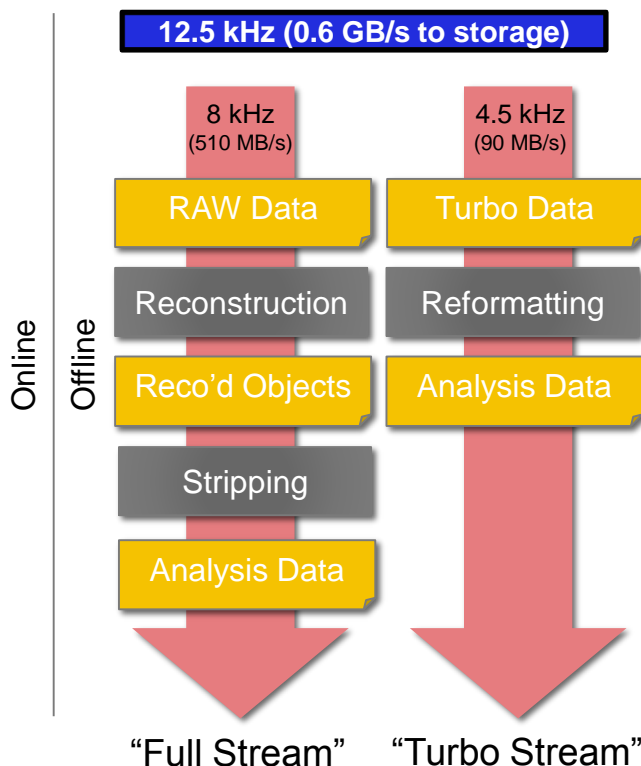 12.5 kHz (0.6 GB/s to storage)
8 kHz
(510 MB/s)
4.5 kHz
(90 MB/s)
RAW Data
Turbo Data
Reconstruction
Reformatting
Reco’d Objects
Analysis Data
Stripping
Analysis Data
Online
Offline
“Full Stream”
“Turbo Stream”